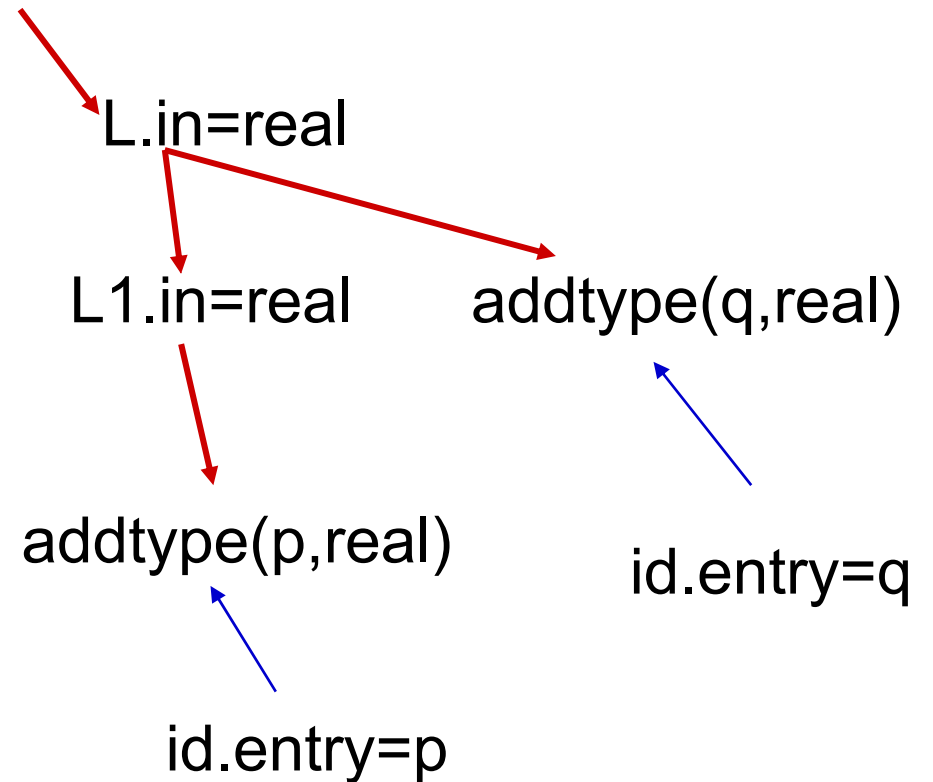 L.in=real
L1.in=real
addtype(q,real)
addtype(p,real)
id.entry=q
id.entry=p